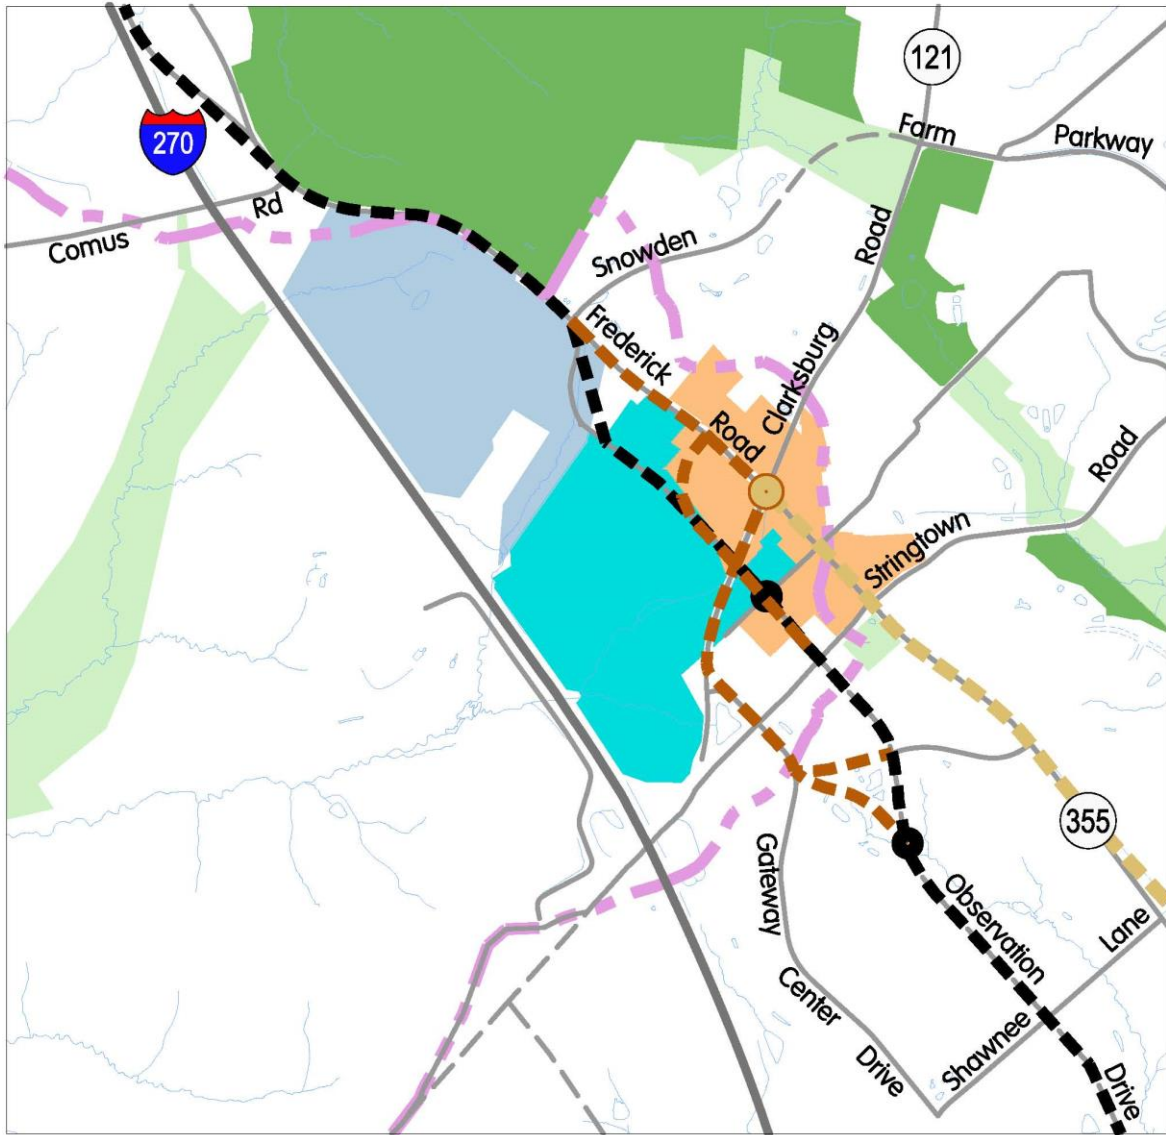 121
Farm
Parkway
270
Rd
Comus
Snowden
Road
Frederick
Road
Clarksburg
Road
Stringtown
355
Gateway
Center
Drive
Observation
Drive
Lane
Shawnee